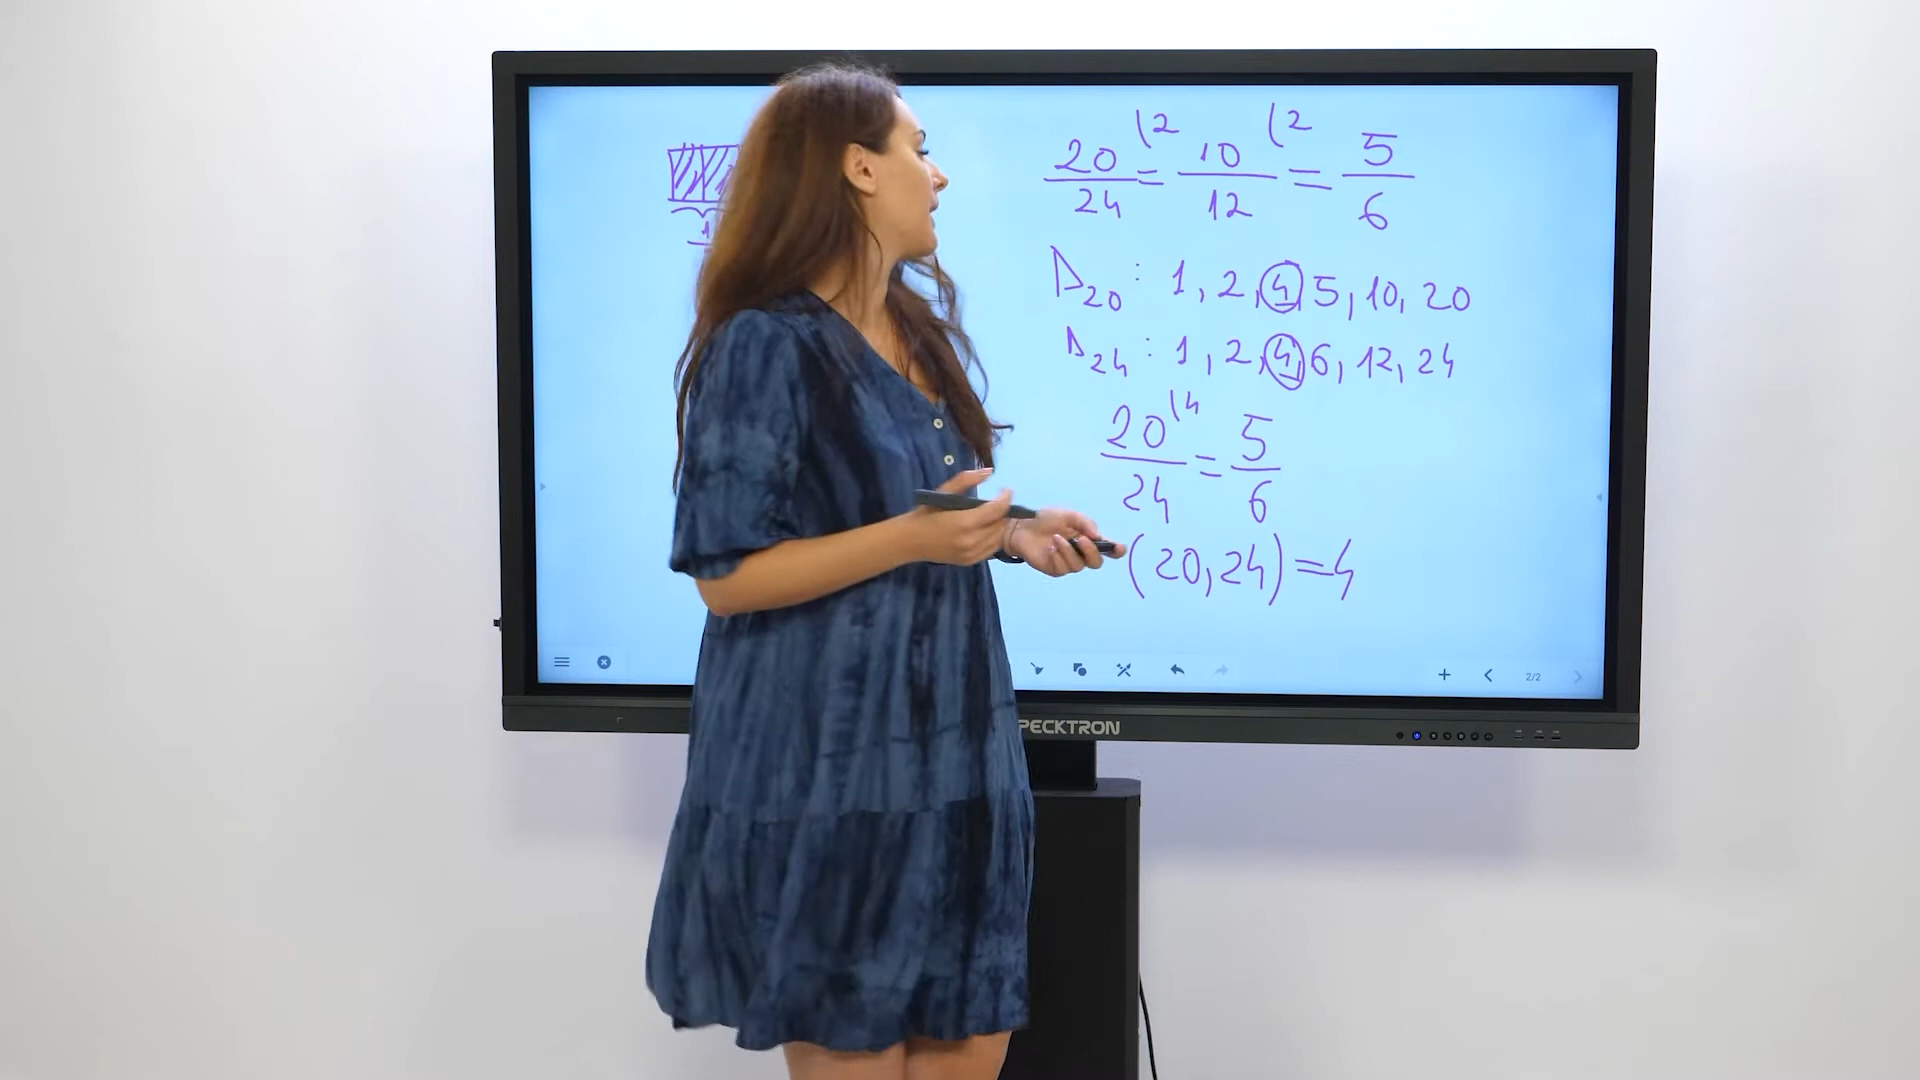 20/24 (2 = 10/12 (2 = 5/6
D20 : 1, 2, 4, 5, 10, 20
D24 : 1, 2, 4, 6, 12, 24
20/24 (4 = 5/6
(20,24)=4
1
2/2
PECKTRON